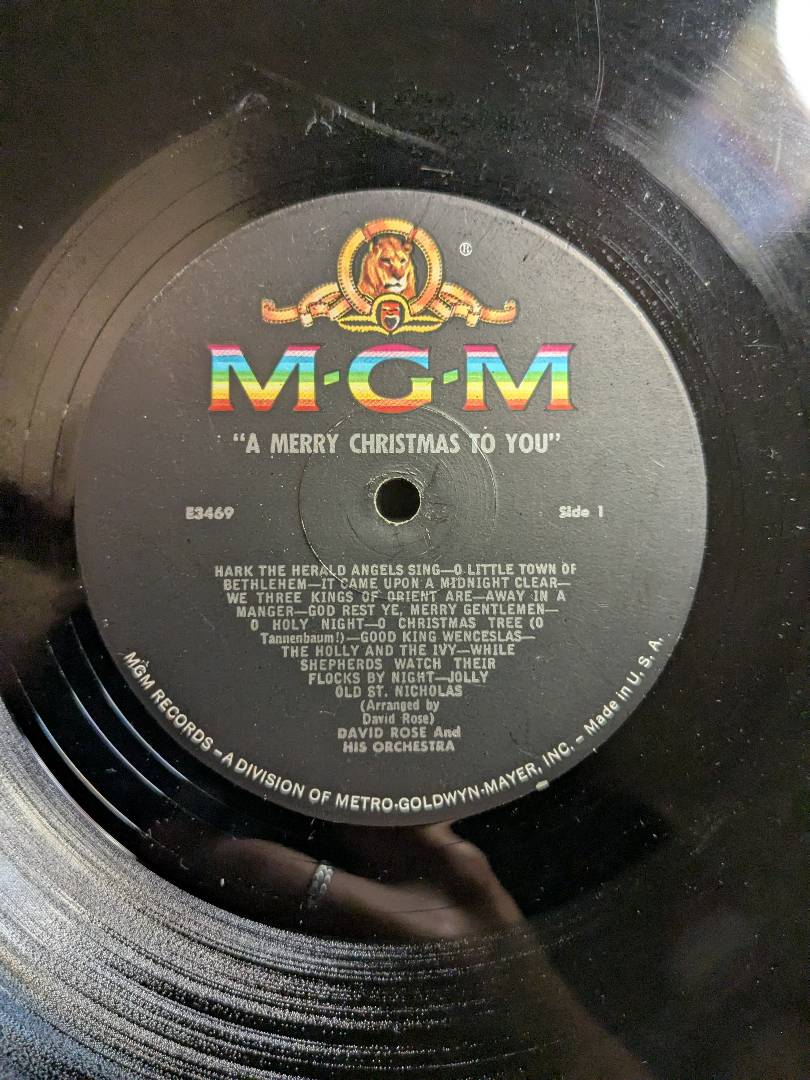 ®
M-G-M
"A MERRY CHRISTMAS TO YOU"
E3469 Side 1
HARK THE HERALD ANGELS SING—O LITTLE TOWN OF
BETHLEHEM—IT CAME UPON A MIDNIGHT CLEAR—
WE THREE KINGS OF ORIENT ARE—AWAY IN A
MANGER—GOD REST YE, MERRY GENTLEMEN—
O HOLY NIGHT—O CHRISTMAS TREE (O
Tannenbaum!)—GOOD KING WENCESLAS—
THE HOLLY AND THE IVY—WHILE
SHEPHERDS WATCH THEIR
FLOCKS BY NIGHT—JOLLY
OLD ST. NICHOLAS
(Arranged by
David Rose)
DAVID ROSE And
HIS ORCHESTRA
MGM RECORDS – A DIVISION OF METRO-GOLDWYN-MAYER, INC. – Made in U. S. A.